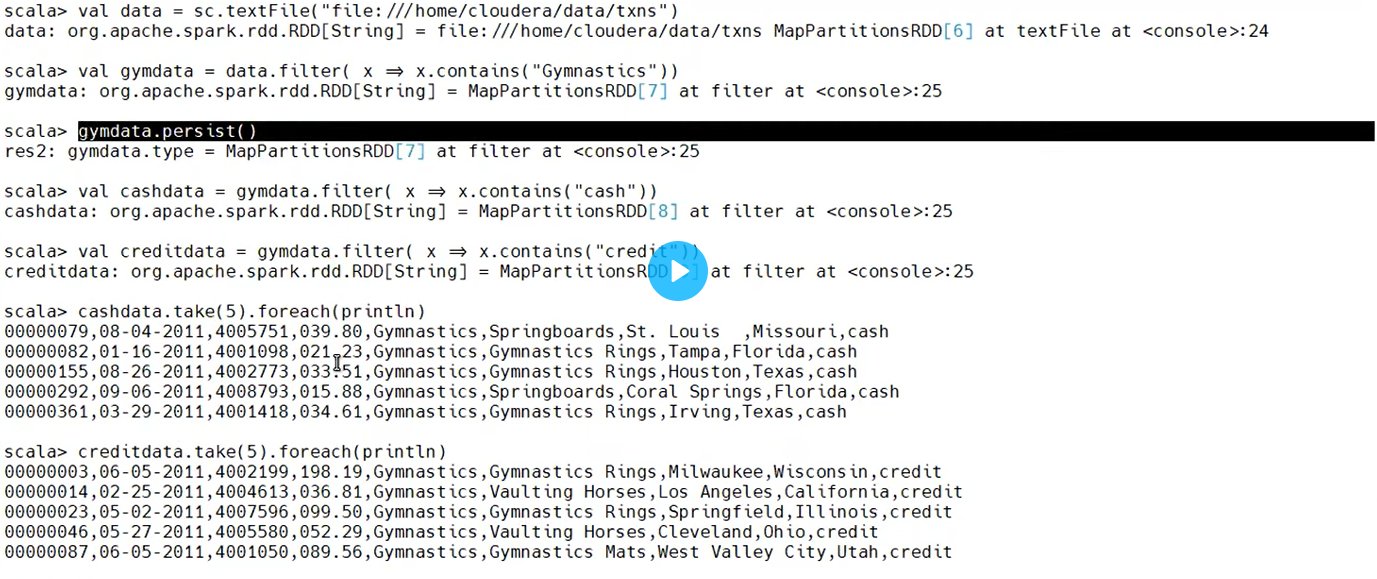 scala> val data = sc.textFile("file:///home/cloudera/data/txns")
data: org.apache.spark.rdd.RDD[String] = file:///home/cloudera/data/txns MapPartitionsRDD[6] at textFile at <console>:24
scala> val gymdata = data.filter( x ⇒ x.contains("Gymnastics"))
gymdata: org.apache.spark.rdd.RDD[String] = MapPartitionsRDD[7] at filter at <console>:25
scala> gymdata.persist()
res2: gymdata.type = MapPartitionsRDD[7] at filter at <console>:25
scala> val cashdata = gymdata.filter( x ⇒ x.contains("cash"))
cashdata: org.apache.spark.rdd.RDD[String] = MapPartitionsRDD[8] at filter at <console>:25
scala> val creditdata = gymdata.filter( x ⇒ x.contains("credit"))
creditdata: org.apache.spark.rdd.RDD[String] = MapPartitionsRDD ] at filter at <console>:25
scala> cashdata.take(5).foreach(println)
00000079,08-04-2011,4005751,039.80,Gymnastics,Springboards,St. Louis  ,Missouri,cash
00000082,01-16-2011,4001098,021.23,Gymnastics,Gymnastics Rings,Tampa,Florida,cash
00000155,08-26-2011,4002773,033.51,Gymnastics,Gymnastics Rings,Houston,Texas,cash
00000292,09-06-2011,4008793,015.88,Gymnastics,Springboards,Coral Springs,Florida,cash
00000361,03-29-2011,4001418,034.61,Gymnastics,Gymnastics Rings,Irving,Texas,cash
scala> creditdata.take(5).foreach(println)
00000003,06-05-2011,4002199,198.19,Gymnastics,Gymnastics Rings,Milwaukee,Wisconsin,credit
00000014,02-25-2011,4004613,036.81,Gymnastics,Vaulting Horses,Los Angeles,California,credit
00000023,05-02-2011,4007596,099.50,Gymnastics,Gymnastics Rings,Springfield,Illinois,credit
00000046,05-27-2011,4005580,052.29,Gymnastics,Vaulting Horses,Cleveland,Ohio,credit
00000087,06-05-2011,4001050,089.56,Gymnastics,Gymnastics Mats,West Valley City,Utah,credit